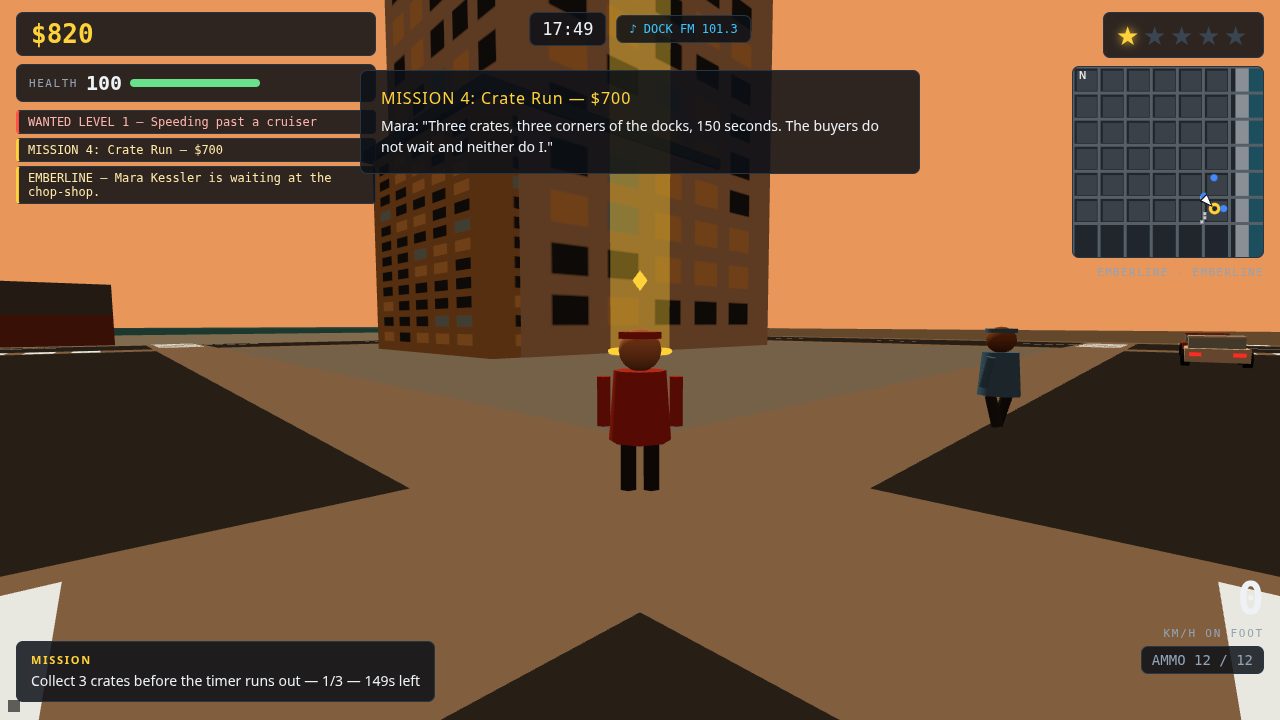 $820
17:49
♪ DOCK FM 101.3
HEALTH 100
WANTED LEVEL 1 — Speeding past a cruiser
MISSION 4: Crate Run — $700
EMBERLINE — Mara Kessler is waiting at the
chop-shop.
MISSION 4: Crate Run — $700
Mara: "Three crates, three corners of the docks, 150 seconds. The buyers do
not wait and neither do I."
N
EMBERLINE · EMBERLINE
0
KM/H ON FOOT
AMMO 12 / 12
MISSION
Collect 3 crates before the timer runs out — 1/3 — 149s left